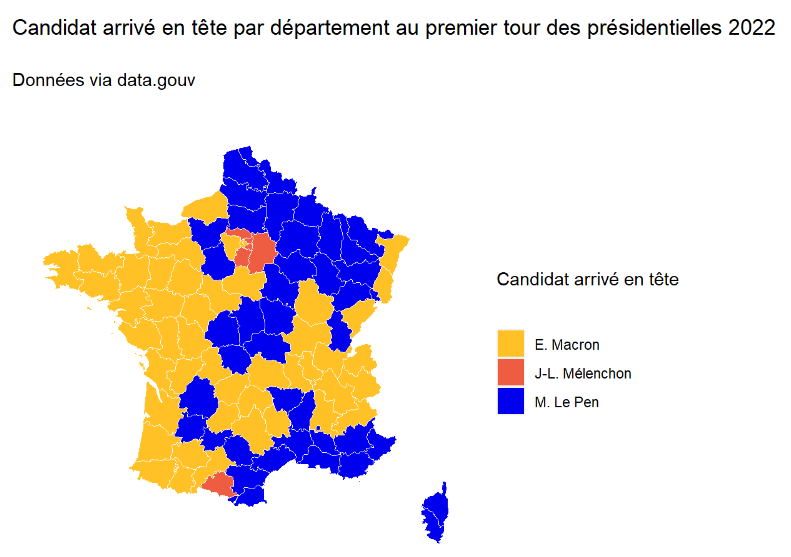 Candidat arrivé en tête par département au premier tour des présidentielles 2022
Données via data.gouv
Candidat arrivé en tête
E. Macron
J-L. Mélenchon
M. Le Pen